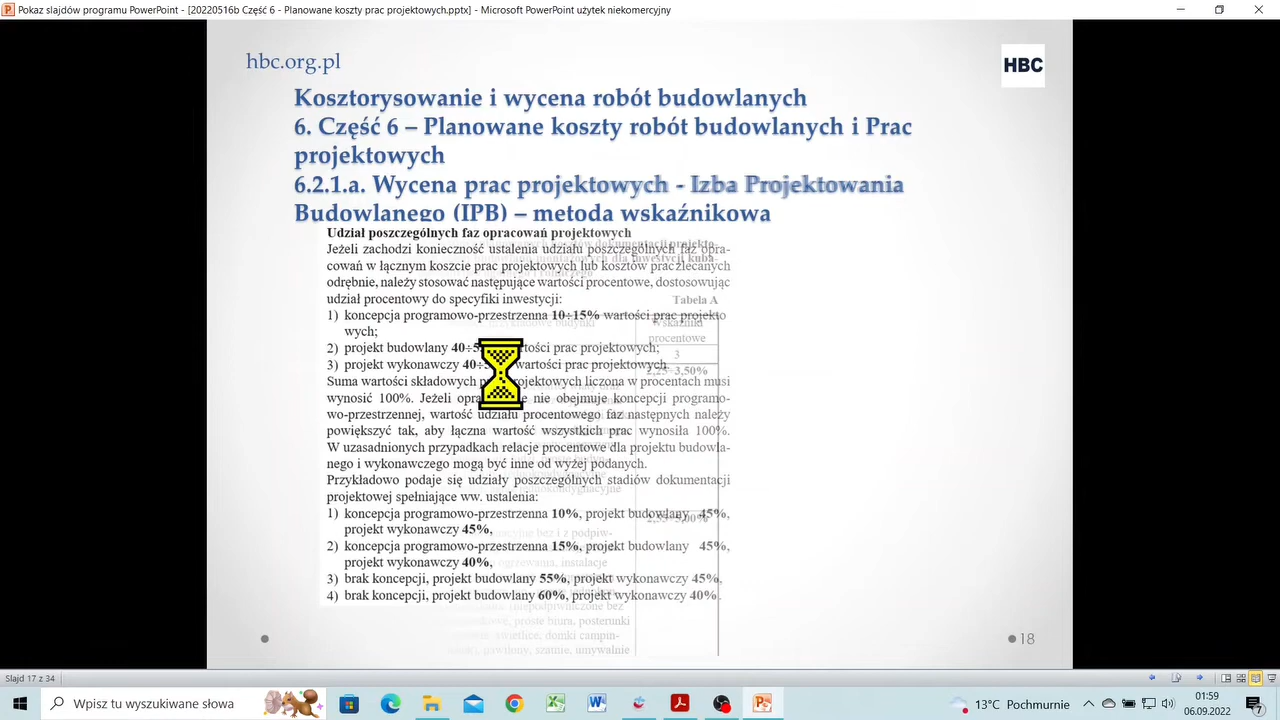 Pokaz slajdów programu PowerPoint - [20220516b Część 6 - Planowane koszty prac projektowych.pptx] - Microsoft PowerPoint użytek niekomercyjny
hbc.org.pl
HBC
Kosztorysowanie i wycena robót budowlanych
6. Część 6 – Planowane koszty robót budowlanych i Prac
projektowych
6.2.1.a. Wycena prac projektowych - Izba Projektowania
Budowlanego (IPB) – metoda wskaźnikowa
Udział poszczególnych faz opracowań projektowych
Jeżeli zachodzi konieczność ustalenia udziału poszczególnych faz opra-
cowań w łącznym koszcie prac projektowych lub kosztów prac zlecanych
odrębnie, należy stosować następujące wartości procentowe, dostosowując
udział procentowy do specyfiki inwestycji:
Tabela A
1) koncepcja programowo-przestrzenna 10÷15% wartości prac projekto
wych;
wskaźniki
procentowe
3
2,25÷3,50%
2) projekt budowlany prac projektowych;
3) projekt wykonawczy wartości prac projektowych
Suma wartości składowych projektowych liczona w procentach musi
wynosić 100%. Jeżeli nie obejmuje koncepcji programo-
wo-przestrzennej, wartość udziału procentowego faz następnych należy
powiększyć tak, aby łączna wartość wszystkich prac wynosiła 100%.
W uzasadnionych przypadkach relacje procentowe dla projektu budowla-
nego i wykonawczego mogą być inne od wyżej podanych.
Przykładowo podaje się udziały poszczególnych stadiów dokumentacji
projektowej spełniające ww. ustalenia:
1) koncepcja programowo-przestrzenna 10%, projekt budowlany 45%,
projekt wykonawczy 45%,
2) koncepcja programowo-przestrzenna 15%, projekt budowlany 45%,
projekt wykonawczy 40%,
3) brak koncepcji, projekt budowlany 55%, projekt wykonawczy 45%,
4) brak koncepcji, projekt budowlany 60%, projekt wykonawczy 40%.
18
Slajd 17 z 34
Wpisz tu wyszukiwane słowa
13°C Pochmurnie
01:59
06.09.2022
7